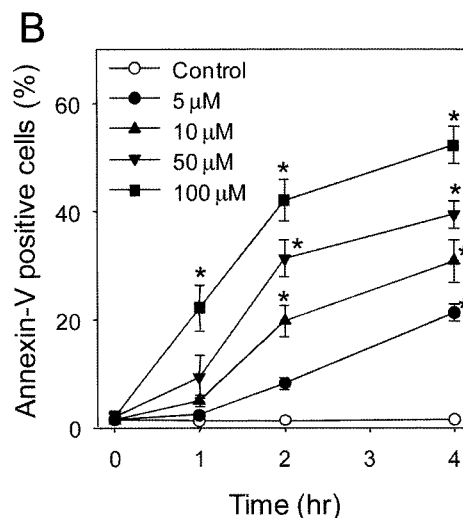 B
Annexin-V positive cells (%)
60
40
20
0
Control
5 μM
10 μM
50 μM
100 μM
*
*
*
*
*
*
*
*
0
1
2
3
4
Time (hr)